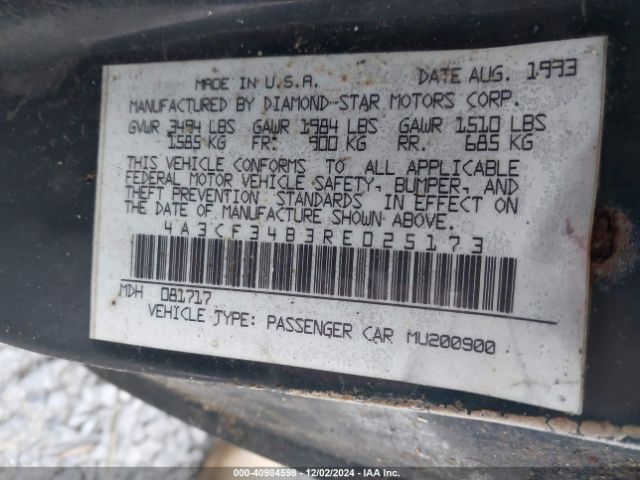 MADE IN U.S.A. DATE AUG. 1993
MANUFACTURED BY DIAMOND-STAR MOTORS CORP.
GVWR 3494 LBS GAWR 1984 LBS GAWR 1510 LBS
1585 KG FR: 900 KG RR. 685 KG
THIS VEHICLE CONFORMS TO ALL APPLICABLE
FEDERAL MOTOR VEHICLE SAFETY, BUMPER, AND
THEFT PREVENTION STANDARDS IN EFFECT ON
THE DATE OF MANUFACTURE SHOWN ABOVE.
4A3CF34B3RE025173
MDH 081717
VEHICLE TYPE: PASSENGER CAR MU200900
000-40984598 - 12/02/2024 - IAA Inc.